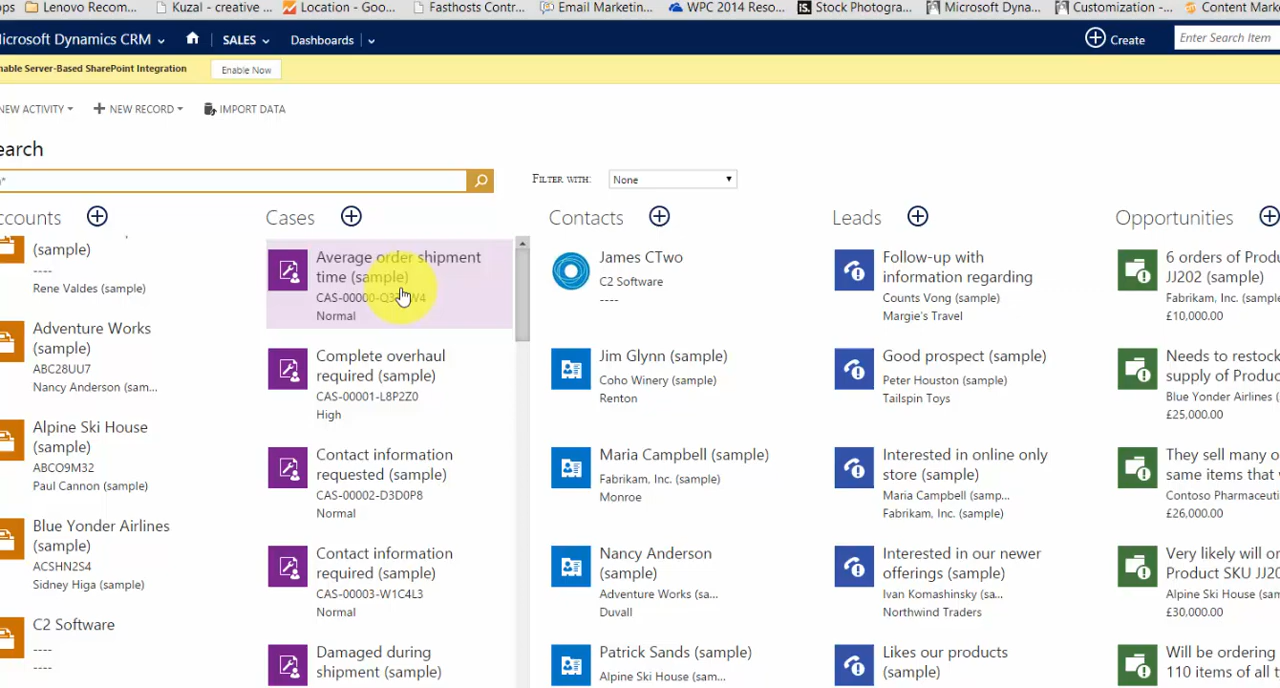 ops
Lenovo Recom...
Kuzal - creative ...
Location - Goo...
Fasthosts Contr...
Email Marketin...
WPC 2014 Reso...
Stock Photogra...
Microsoft Dyna...
Customization -...
Content Mark
icrosoft Dynamics CRM
SALES
Dashboards
Create
Enter Search Item
nable Server-Based SharePoint Integration
Enable Now
NEW ACTIVITY
NEW RECORD
IMPORT DATA
earch
FILTER WITH:
None
ccounts
(sample)
----
Rene Valdes (sample)
Adventure Works
(sample)
ABC28UU7
Nancy Anderson (sam...
Alpine Ski House
(sample)
ABCO9M32
Paul Cannon (sample)
Blue Yonder Airlines
(sample)
ACSHN2S4
Sidney Higa (sample)
C2 Software
----
----
Cases
Average order shipment
time (sample)
Normal
Complete overhaul
required (sample)
CAS-00001-L8P2Z0
High
Contact information
requested (sample)
CAS-00002-D3D0P8
Normal
Contact information
required (sample)
CAS-00003-W1C4L3
Normal
Damaged during
shipment (sample)
Contacts
James CTwo
C2 Software
----
Jim Glynn (sample)
Coho Winery (sample)
Renton
Maria Campbell (sample)
Fabrikam, Inc. (sample)
Monroe
Nancy Anderson
(sample)
Adventure Works (sa...
Duvall
Patrick Sands (sample)
Alpine Ski House (sam...
Leads
Follow-up with
information regarding
Counts Vong (sample)
Margie's Travel
Good prospect (sample)
Peter Houston (sample)
Tailspin Toys
Interested in online only
store (sample)
Maria Campbell (samp...
Fabrikam, Inc. (sample)
Interested in our newer
offerings (sample)
Ivan Komashinsky (sa...
Northwind Traders
Likes our products
(sample)
Opportunities
6 orders of Produ
JJ202 (sample)
Fabrikam, Inc. (sample
£10,000.00
Needs to restock
supply of Product
Blue Yonder Airlines (
£25,000.00
They sell many o
same items that w
Contoso Pharmaceuti
£26,000.00
Very likely will or
Product SKU JJ20
Alpine Ski House (sam
£30,000.00
Will be ordering
110 items of all t